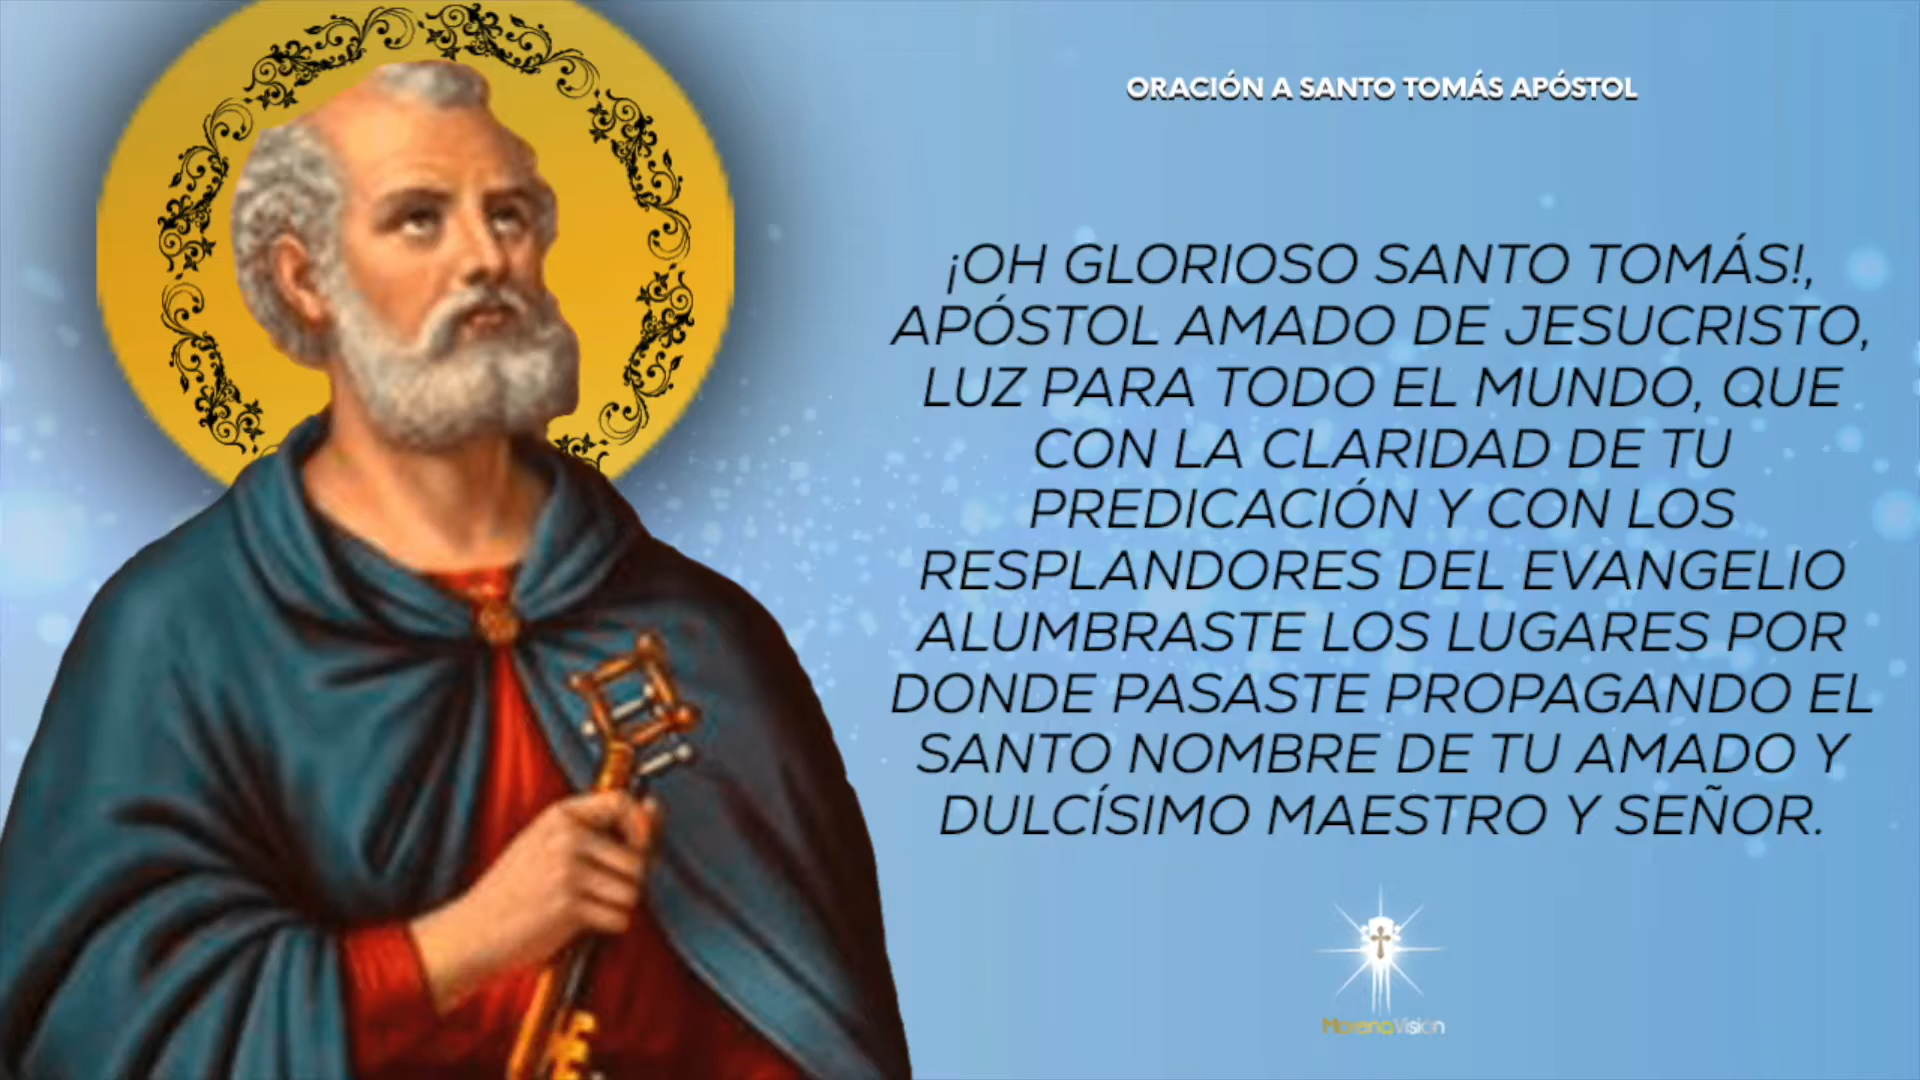 ORACIÓN A SANTO TOMÁS APÓSTOL
¡OH GLORIOSO SANTO TOMÁS!,
APÓSTOL AMADO DE JESUCRISTO,
LUZ PARA TODO EL MUNDO, QUE
CON LA CLARIDAD DE TU
PREDICACIÓN Y CON LOS
RESPLANDORES DEL EVANGELIO
ALUMBRASTE LOS LUGARES POR
DONDE PASASTE PROPAGANDO EL
SANTO NOMBRE DE TU AMADO Y
DULCÍSIMO MAESTRO Y SEÑOR.
MorenaVisión